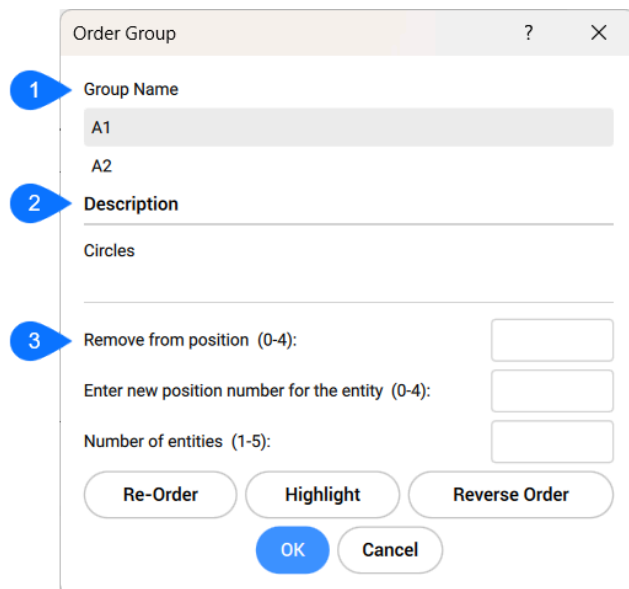 Order Group ?
1 Group Name
A1
A2
2 Description
Circles
3 Remove from position (0-4):
Enter new position number for the entity (0-4):
Number of entities (1-5):
Re-Order Highlight Reverse Order
OK Cancel